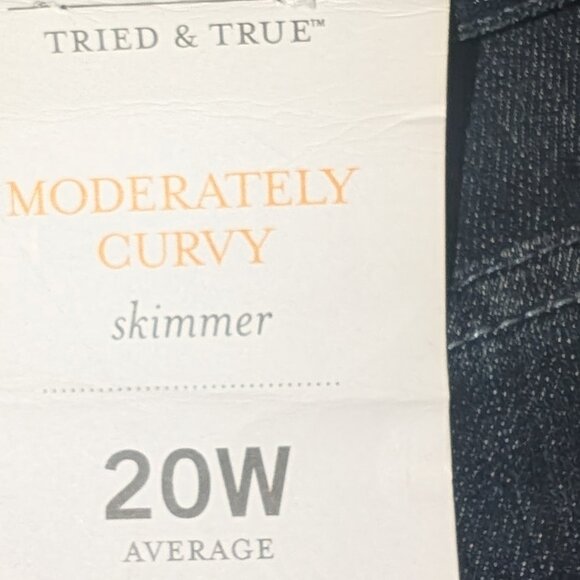 TRIED & TRUE™
MODERATELY
CURVY
skimmer
20W
AVERAGE